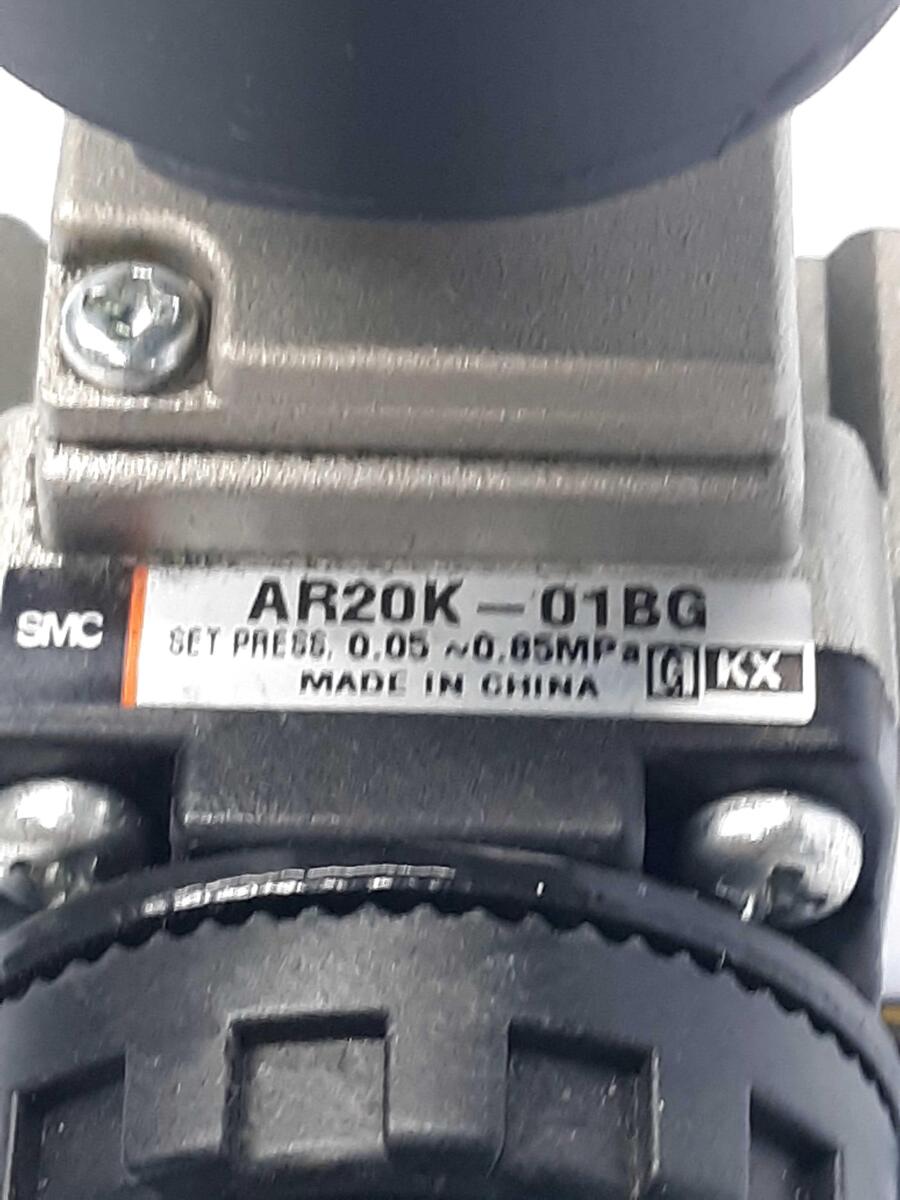 SMC
AR20K-01BG
SET PRESS. 0.05 ~0.85MPa
MADE IN CHINA
G KX